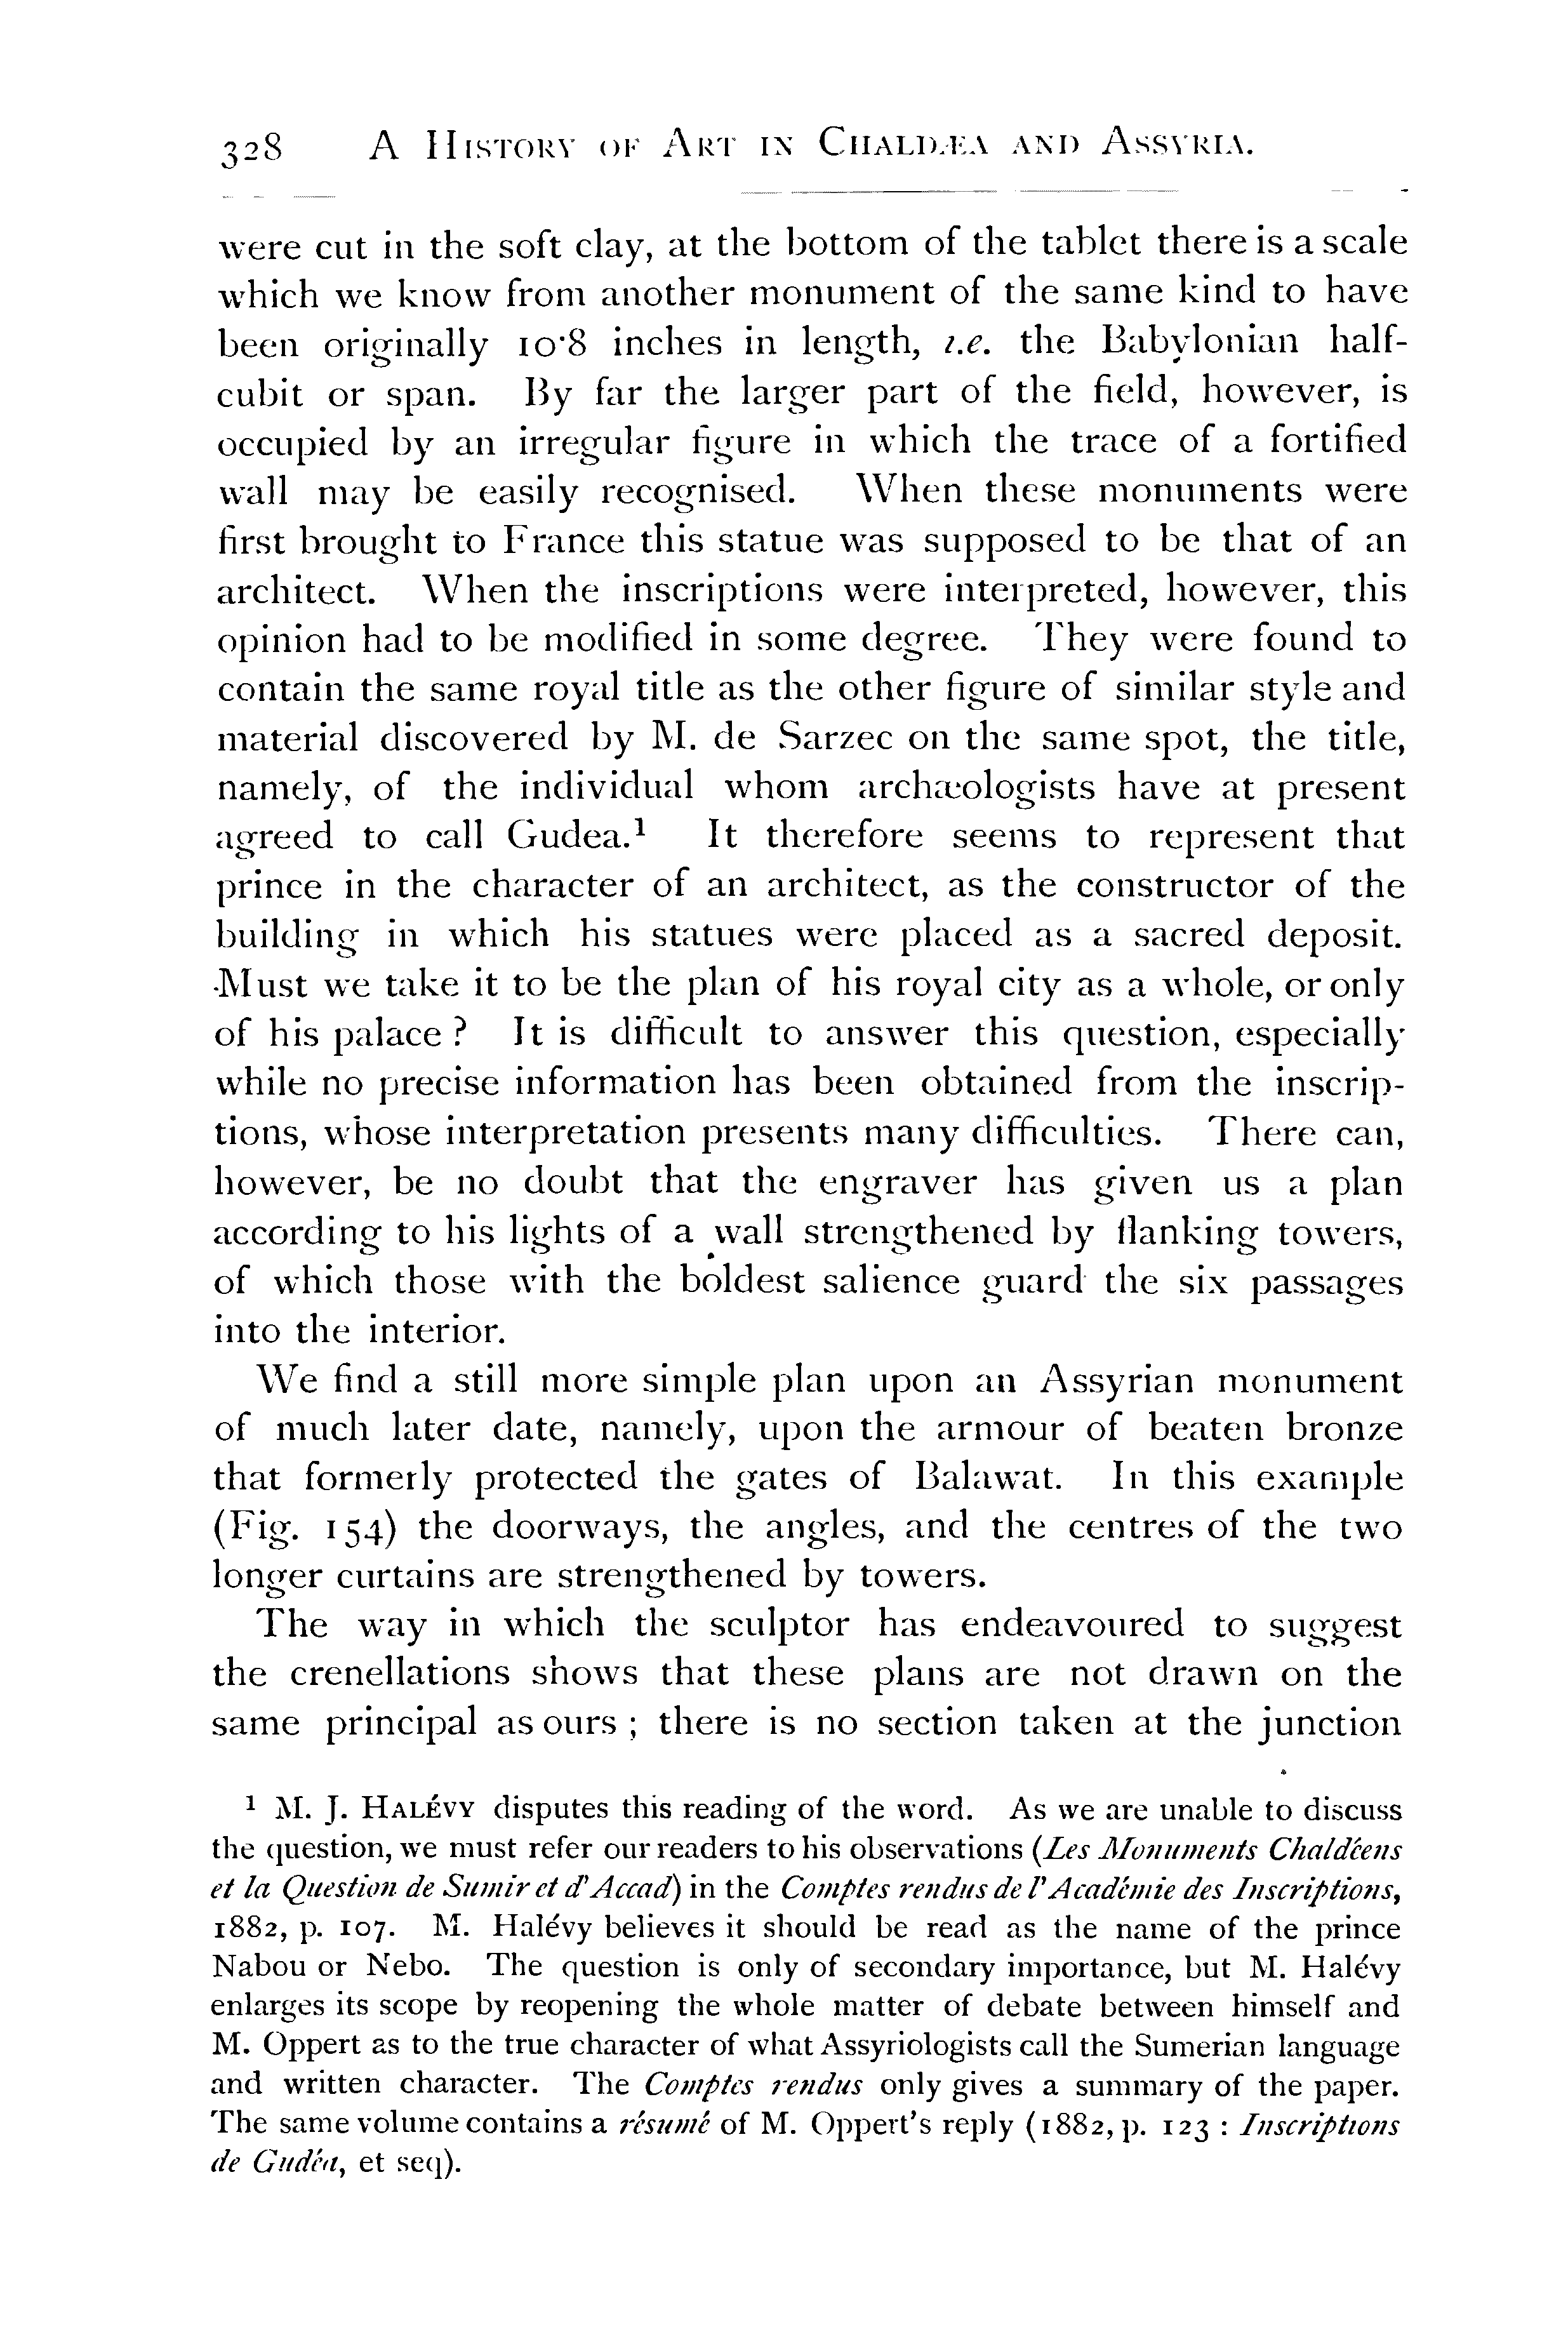 328 A History of Art in Chaldæa and Assyria.
were cut in the soft clay, at the bottom of the tablet there is a scale
which we know from another monument of the same kind to have
been originally 10·8 inches in length, i.e. the Babylonian half-
cubit or span. By far the larger part of the field, however, is
occupied by an irregular figure in which the trace of a fortified
wall may be easily recognised. When these monuments were
first brought to France this statue was supposed to be that of an
architect. When the inscriptions were interpreted, however, this
opinion had to be modified in some degree. They were found to
contain the same royal title as the other figure of similar style and
material discovered by M. de Sarzec on the same spot, the title,
namely, of the individual whom archæologists have at present
agreed to call Gudea.¹ It therefore seems to represent that
prince in the character of an architect, as the constructor of the
building in which his statues were placed as a sacred deposit.
Must we take it to be the plan of his royal city as a whole, or only
of his palace? It is difficult to answer this question, especially
while no precise information has been obtained from the inscrip-
tions, whose interpretation presents many difficulties. There can,
however, be no doubt that the engraver has given us a plan
according to his lights of a wall strengthened by flanking towers,
of which those with the boldest salience guard the six passages
into the interior.
We find a still more simple plan upon an Assyrian monument
of much later date, namely, upon the armour of beaten bronze
that formerly protected the gates of Balawat. In this example
(Fig. 154) the doorways, the angles, and the centres of the two
longer curtains are strengthened by towers.
The way in which the sculptor has endeavoured to suggest
the crenellations shows that these plans are not drawn on the
same principal as ours; there is no section taken at the junction
¹ M. J. Halévy disputes this reading of the word. As we are unable to discuss
the question, we must refer our readers to his observations (Les Monuments Chaldéens
et la Question de Sumir et d'Accad) in the Comptes rendus de l'Académie des Inscriptions,
1882, p. 107. M. Halévy believes it should be read as the name of the prince
Nabou or Nebo. The question is only of secondary importance, but M. Halévy
enlarges its scope by reopening the whole matter of debate between himself and
M. Oppert as to the true character of what Assyriologists call the Sumerian language
and written character. The Comptes rendus only gives a summary of the paper.
The same volume contains a résumé of M. Oppert's reply (1882, p. 123 : Inscriptions
de Gudéa, et seq).